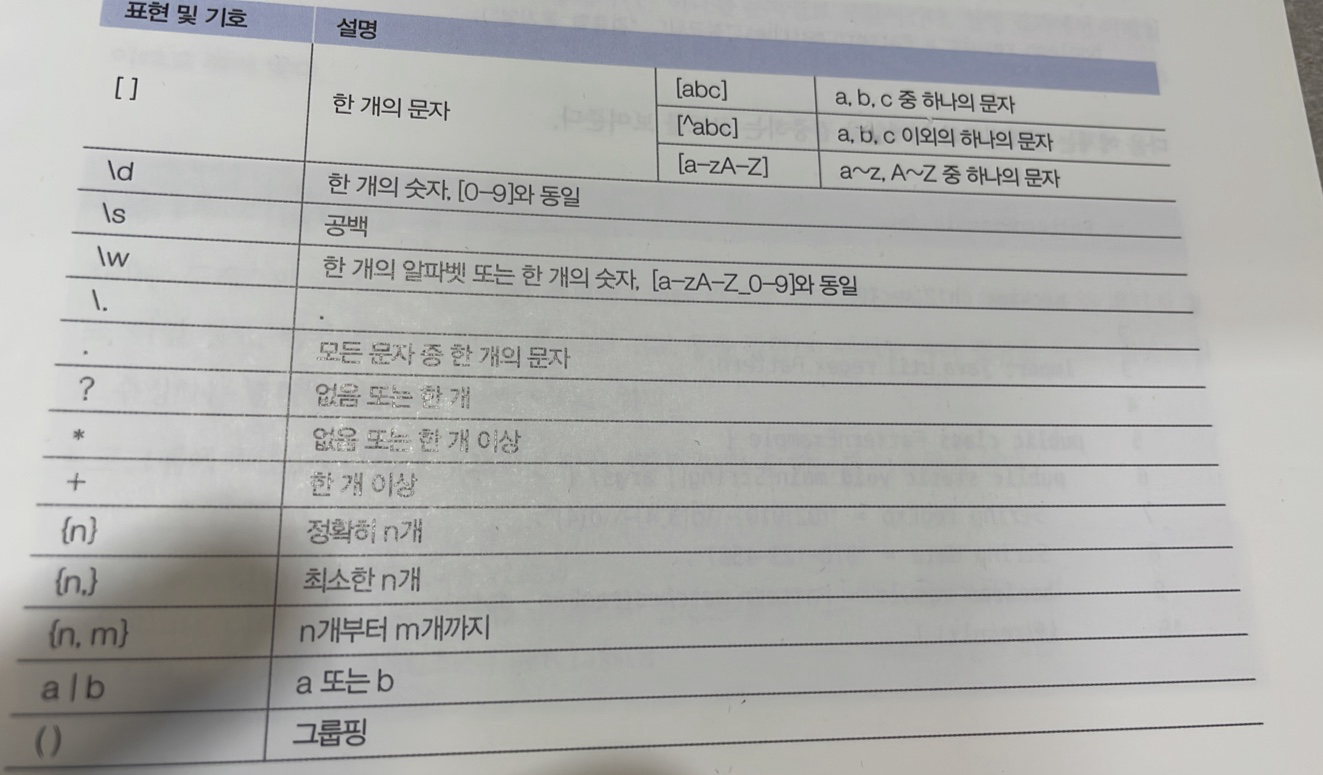 표현 및 기호 설명
[ ] 한 개의 문자 [abc] a, b, c 중 하나의 문자
[^abc] a, b, c 이외의 하나의 문자
[a-zA-Z] a~z, A~Z 중 하나의 문자
\d 한 개의 숫자, [0-9]와 동일
\s 공백
\w 한 개의 알파벳 또는 한 개의 숫자, [a-zA-Z_0-9]와 동일
\. .
. 모든 문자 중 한 개의 문자
? 없음 또는 한 개
* 없음 또는 한 개 이상
+ 한 개 이상
{n} 정확히 n개
{n,} 최소한 n개
{n, m} n개부터 m개까지
a | b a 또는 b
( ) 그룹핑